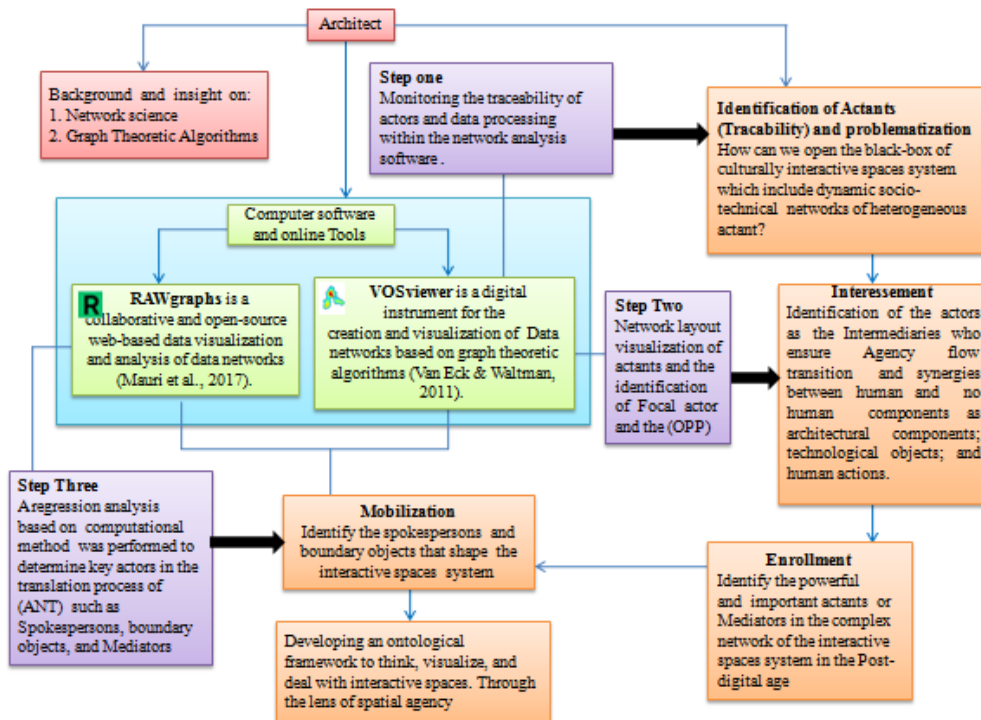 Architect
Background and insight on:
1. Network science
2. Graph Theoretic Algorithms
Step one
Monitoring the traceability of
actors and data processing
within the network analysis
software .
Identification of Actants
(Tracability) and problematization
How can we open the black-box of
culturally interactive spaces system
which include dynamic socio-
technical networks of heterogeneous
actant?
Computer software
and online Tools
R
RAWgraphs is a
collaborative and open-source
web-based data visualization
and analysis of data networks
(Mauri et al., 2017).
VOSviewer is a digital
instrument for the
creation and visualization of Data
networks based on graph theoretic
algorithms (Van Eck & Waltman,
2011).
Step Two
Network layout
visualization of
actants and the
identification
of Focal actor
and the (OPP)
Interessement
Identification of the actors
as the Intermediaries who
ensure Agency flow
transition and synergies
between human and no
human components as
architectural components;
technological objects; and
human actions.
Step Three
Aregression analysis
based on computational
method was performed to
determine key actors in the
translation process of
(ANT) such as
Spokespersons, boundary
objects, and Mediators
Mobilization
Identify the spokespersons and
boundary objects that shape the
interactive spaces system
Enrollment
Identify the powerful
and important actants or
Mediators in the complex
network of the interactive
spaces system in the Post-
digital age
Developing an ontological
framework to think, visualize, and
deal with interactive spaces. Through
the lens of spatial agency